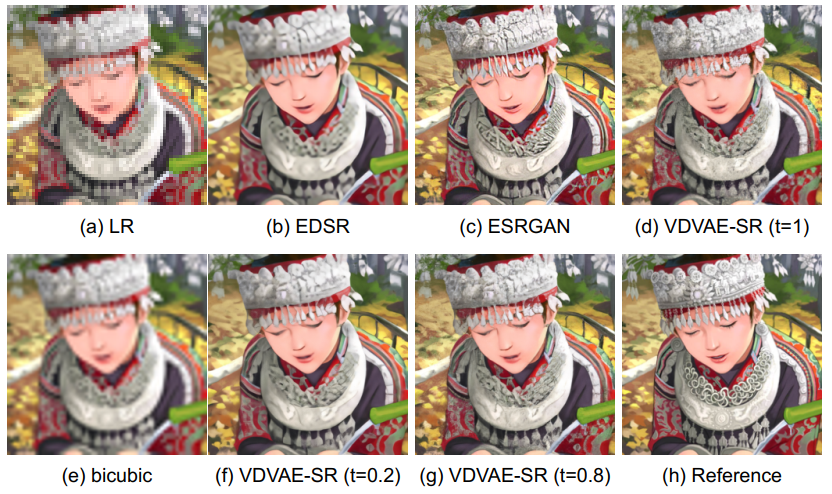 (a) LR
(b) EDSR
(c) ESRGAN
(d) VDVAE-SR (t=1)
(e) bicubic
(f) VDVAE-SR (t=0.2)
(g) VDVAE-SR (t=0.8)
(h) Reference